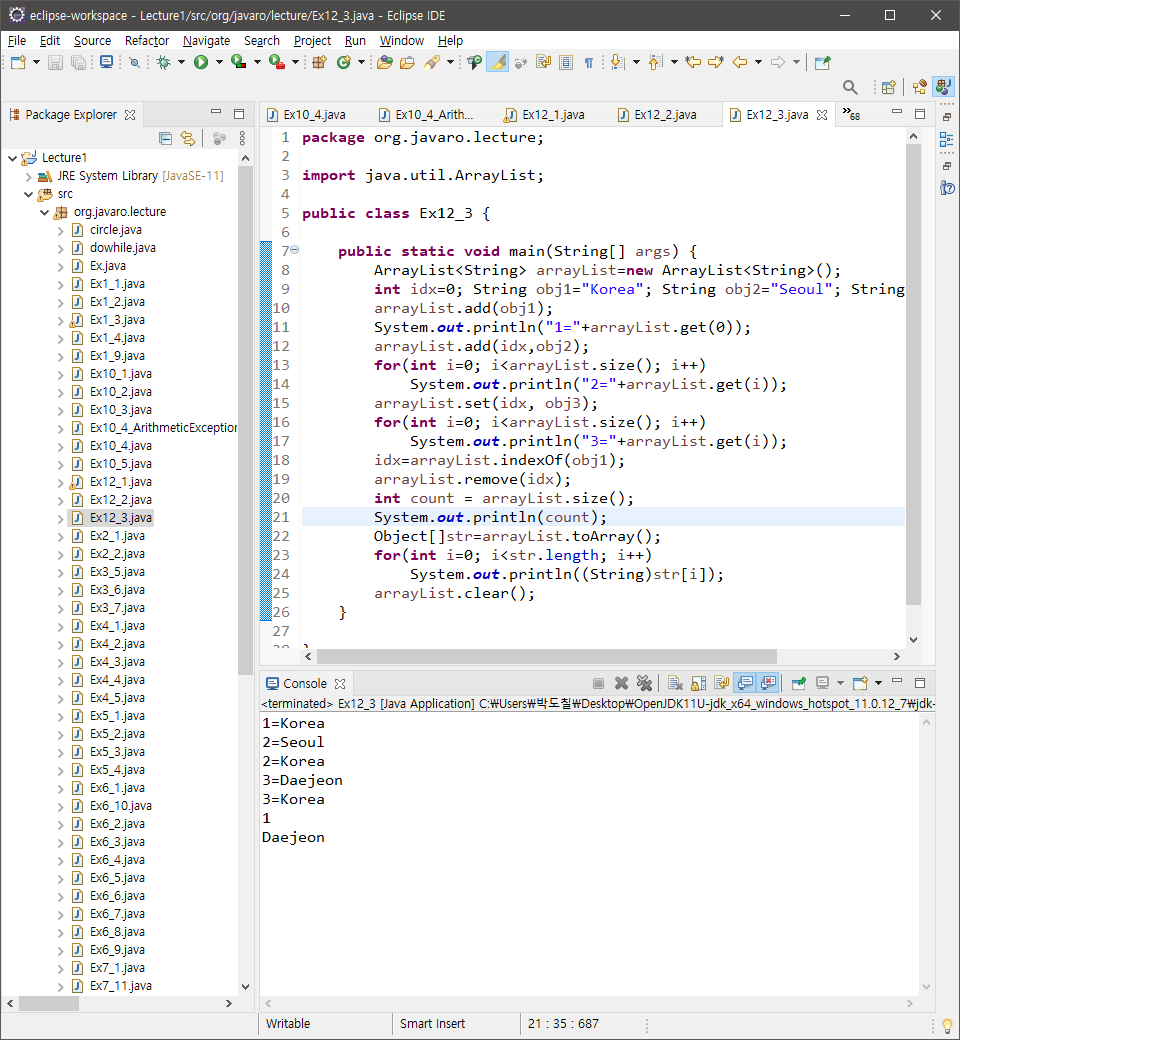 eclipse-workspace - Lecture1/src/org/javaro/lecture/Ex12_3.java - Eclipse IDE
File Edit Source Refactor Navigate Search Project Run Window Help
Package Explorer
Lecture1
JRE System Library [JavaSE-11]
src
org.javaro.lecture
circle.java
dowhile.java
Ex.java
Ex1_1.java
Ex1_2.java
Ex1_3.java
Ex1_4.java
Ex1_9.java
Ex10_1.java
Ex10_2.java
Ex10_3.java
Ex10_4_ArithmeticException
Ex10_4.java
Ex10_5.java
Ex12_1.java
Ex12_2.java
Ex12_3.java
Ex2_1.java
Ex2_2.java
Ex3_5.java
Ex3_6.java
Ex3_7.java
Ex4_1.java
Ex4_2.java
Ex4_3.java
Ex4_4.java
Ex4_5.java
Ex5_1.java
Ex5_2.java
Ex5_3.java
Ex5_4.java
Ex6_1.java
Ex6_10.java
Ex6_2.java
Ex6_3.java
Ex6_4.java
Ex6_5.java
Ex6_6.java
Ex6_7.java
Ex6_8.java
Ex6_9.java
Ex7_1.java
Ex7_11.java
Ex10_4.java Ex10_4_Arith... Ex12_1.java Ex12_2.java Ex12_3.java »68
1 package org.javaro.lecture;
2
3 import java.util.ArrayList;
4
5 public class Ex12_3 {
6
7 public static void main(String[] args) {
8 ArrayList<String> arrayList=new ArrayList<String>();
9 int idx=0; String obj1="Korea"; String obj2="Seoul"; String
10 arrayList.add(obj1);
11 System.out.println("1="+arrayList.get(0));
12 arrayList.add(idx,obj2);
13 for(int i=0; i<arrayList.size(); i++)
14 System.out.println("2="+arrayList.get(i));
15 arrayList.set(idx, obj3);
16 for(int i=0; i<arrayList.size(); i++)
17 System.out.println("3="+arrayList.get(i));
18 idx=arrayList.indexOf(obj1);
19 arrayList.remove(idx);
20 int count = arrayList.size();
21 System.out.println(count);
22 Object[]str=arrayList.toArray();
23 for(int i=0; i<str.length; i++)
24 System.out.println((String)str[i]);
25 arrayList.clear();
26 }
27
28 }
Console
<terminated> Ex12_3 [Java Application] C:₩Users₩박도칠₩Desktop₩OpenJDK11U-jdk_x64_windows_hotspot_11.0.12_7₩jdk-
1=Korea
2=Seoul
2=Korea
3=Daejeon
3=Korea
1
Daejeon
Writable Smart Insert 21 : 35 : 687